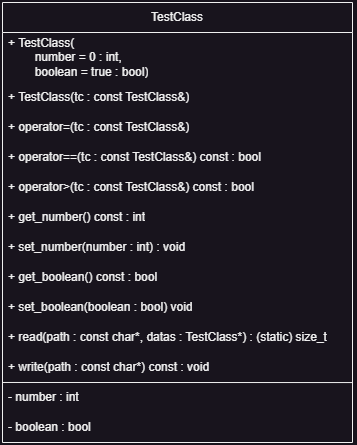 TestClass
+ TestClass(
number = 0 : int,
boolean = true : bool)
+ TestClass(tc : const TestClass&)
+ operator=(tc : const TestClass&)
+ operator==(tc : const TestClass&) const : bool
+ operator>(tc : const TestClass&) const : bool
+ get_number() const : int
+ set_number(number : int) : void
+ get_boolean() const : bool
+ set_boolean(boolean : bool) void
+ read(path : const char*, datas : TestClass*) : (static) size_t
+ write(path : const char*) const : void
- number : int
- boolean : bool